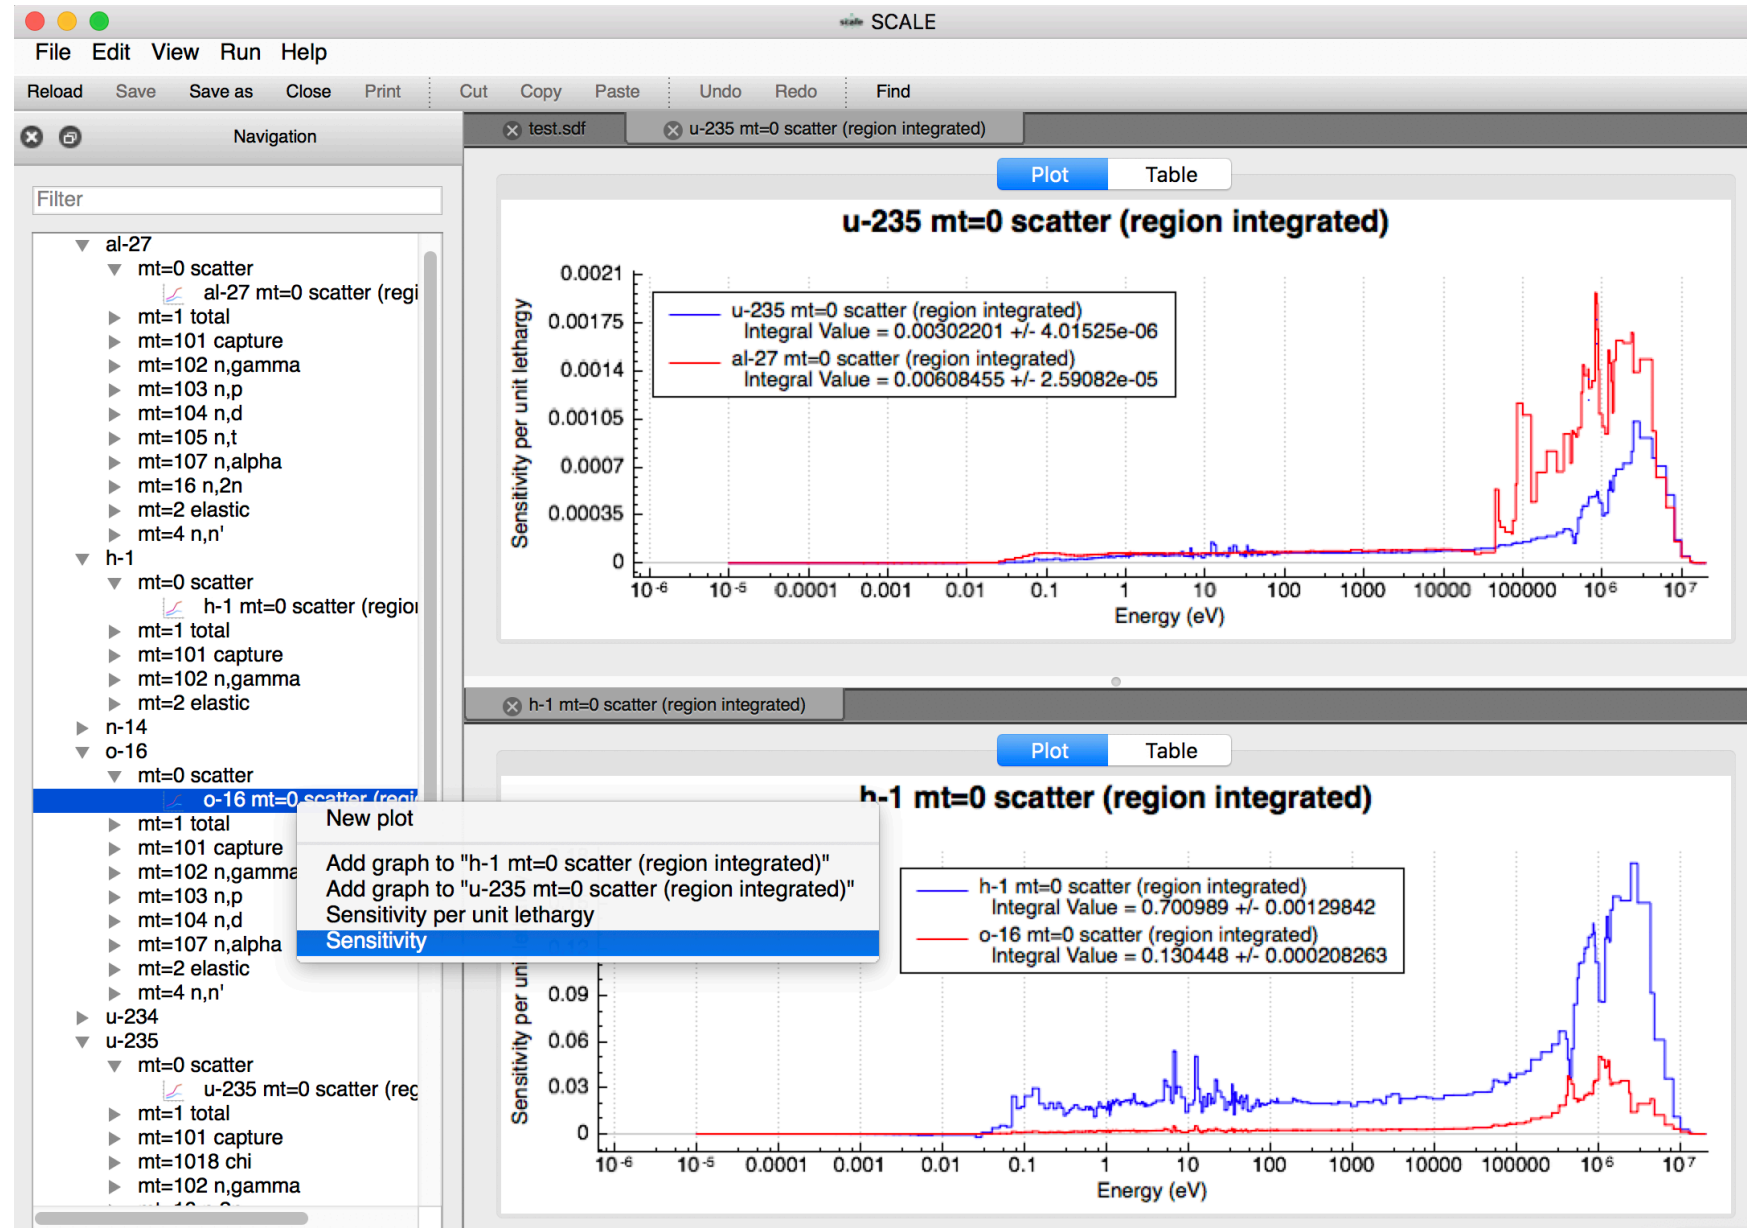 SCALE
File Edit View Run Help
Reload Save Save as Close Print Cut Copy Paste Undo Redo Find
Navigation
Filter
al-27
mt=0 scatter
al-27 mt=0 scatter (regi
mt=1 total
mt=101 capture
mt=102 n,gamma
mt=103 n,p
mt=104 n,d
mt=105 n,t
mt=107 n,alpha
mt=16 n,2n
mt=2 elastic
mt=4 n,n'
h-1
mt=0 scatter
h-1 mt=0 scatter (region
mt=1 total
mt=101 capture
mt=102 n,gamma
mt=2 elastic
n-14
o-16
mt=0 scatter
o-16 mt=0 scatter (regi
mt=1 total
mt=101 capture
mt=102 n,gamma
mt=103 n,p
mt=104 n,d
mt=107 n,alpha
mt=2 elastic
mt=4 n,n'
u-234
u-235
mt=0 scatter
u-235 mt=0 scatter (reg
mt=1 total
mt=101 capture
mt=1018 chi
mt=102 n,gamma
New plot
Add graph to "h-1 mt=0 scatter (region integrated)"
Add graph to "u-235 mt=0 scatter (region integrated)"
Sensitivity per unit lethargy
Sensitivity
test.sdf
u-235 mt=0 scatter (region integrated)
Plot Table
u-235 mt=0 scatter (region integrated)
Sensitivity per unit lethargy
0.0021
0.00175
0.0014
0.00105
0.0007
0.00035
0
u-235 mt=0 scatter (region integrated)
Integral Value = 0.00302201 +/- 4.01525e-06
al-27 mt=0 scatter (region integrated)
Integral Value = 0.00608455 +/- 2.59082e-05
10-6 10-5 0.0001 0.001 0.01 0.1 1 10 100 1000 10000 100000 106 107
Energy (eV)
h-1 mt=0 scatter (region integrated)
Plot Table
h-1 mt=0 scatter (region integrated)
Sensitivity per uni
0.09
0.06
0.03
0
h-1 mt=0 scatter (region integrated)
Integral Value = 0.700989 +/- 0.00129842
o-16 mt=0 scatter (region integrated)
Integral Value = 0.130448 +/- 0.000208263
10-6 10-5 0.0001 0.001 0.01 0.1 1 10 100 1000 10000 100000 106 107
Energy (eV)